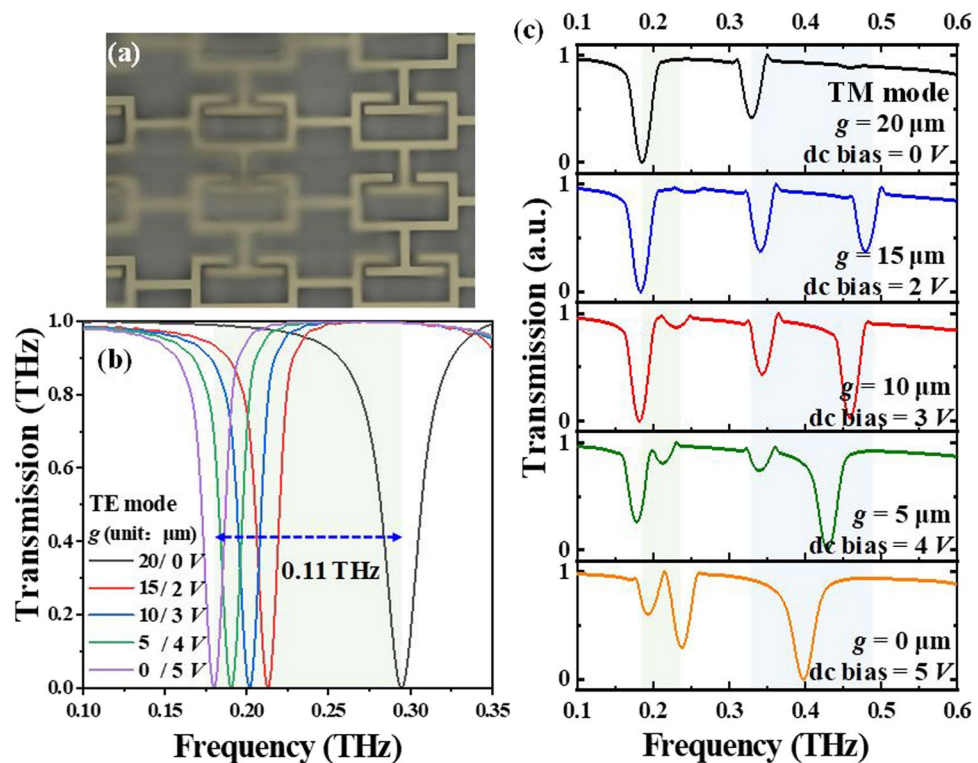 (a)
(b)
Transmission (THz)
1.0
0.8
0.6
0.4
0.2
0.0
TE mode
g (unit: μm)
20/ 0 V
15/ 2 V
10/ 3 V
5 / 4 V
0 / 5 V
0.11 THz
0.10
0.15
0.20
0.25
0.30
0.35
Frequency (THz)
(c)
0.1
0.2
0.3
0.4
0.5
0.6
Transmission (a.u.)
1
0
TM mode
g = 20 μm
dc bias = 0 V
1
0
g = 15 μm
dc bias = 2 V
1
0
g = 10 μm
dc bias = 3 V
1
0
g = 5 μm
dc bias = 4 V
1
0
g = 0 μm
dc bias = 5 V
0.1
0.2
0.3
0.4
0.5
0.6
Frequency (THz)